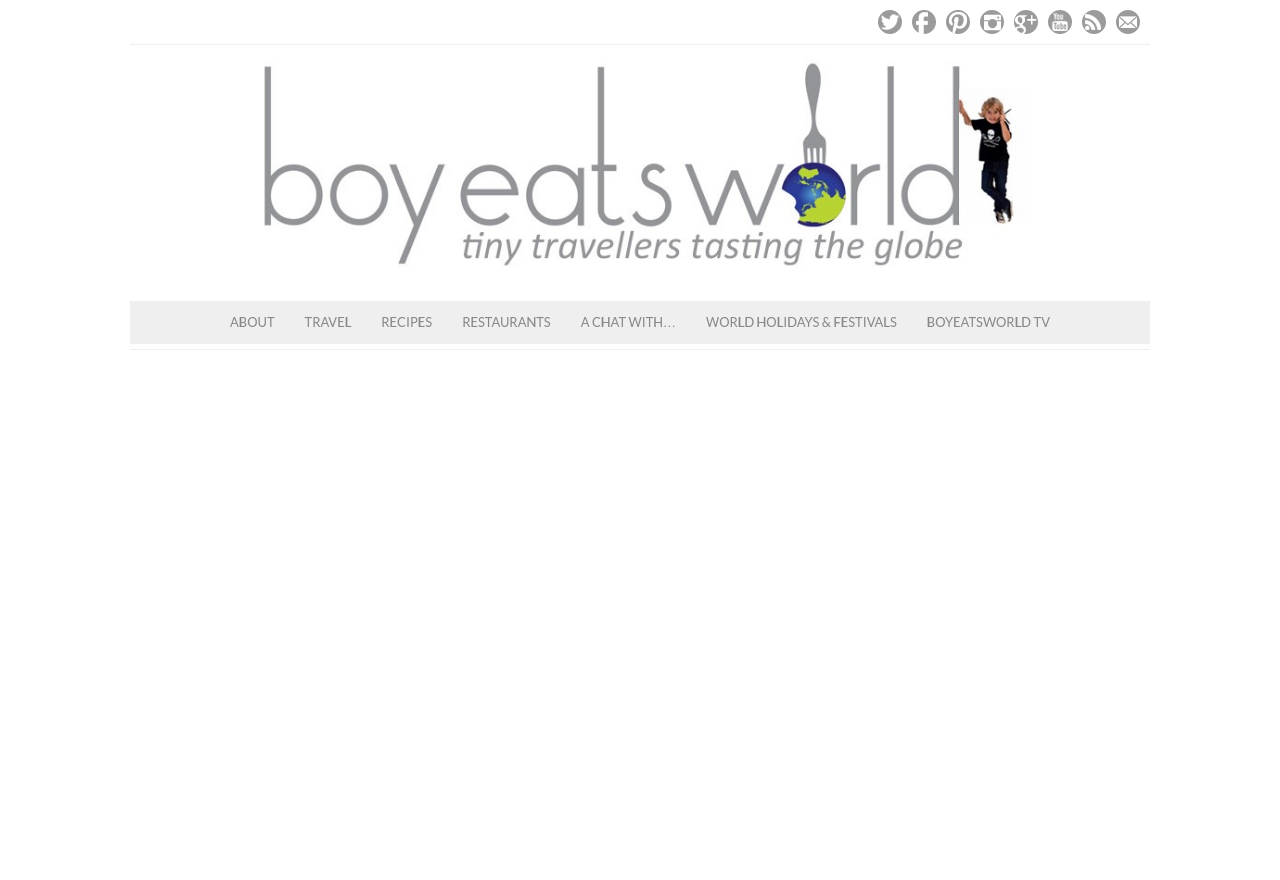 boy eats world
tiny travellers tasting the globe
ABOUT TRAVEL RECIPES RESTAURANTS A CHAT WITH... WORLD HOLIDAYS & FESTIVALS BOYEATSWORLD TV